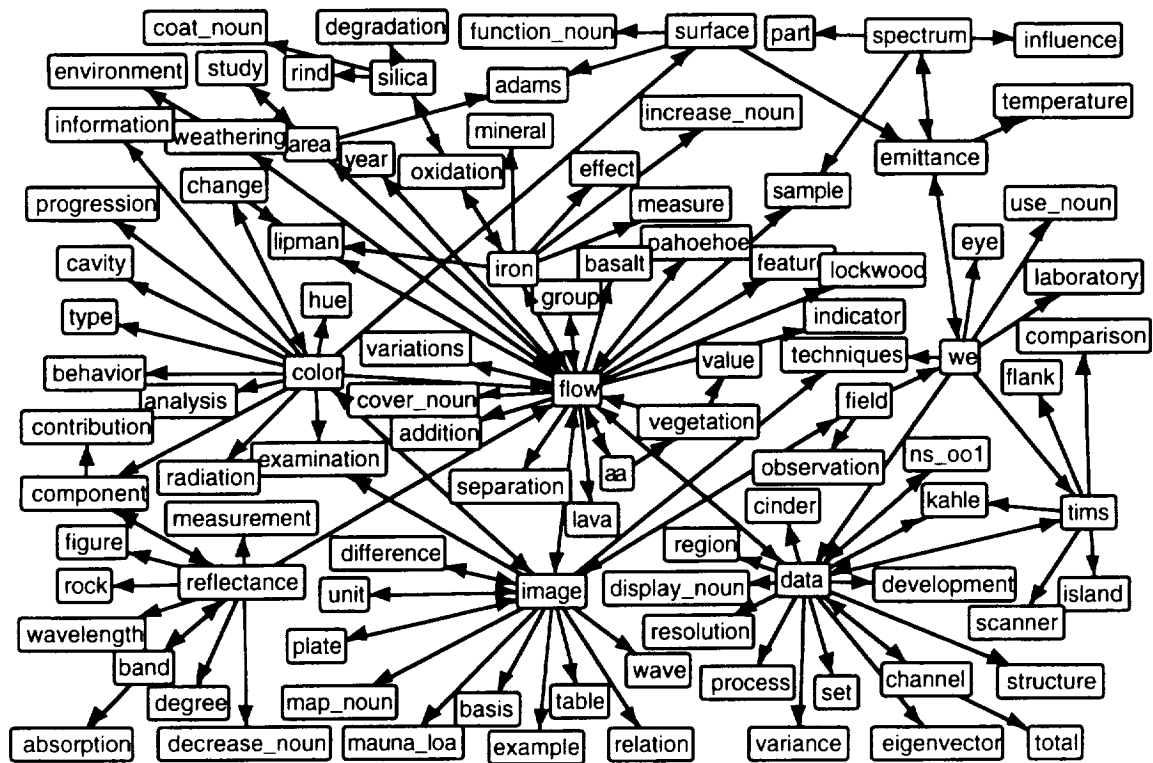 coat_noun
degradation
function_noun
surface
part
spectrum
influence
environment
study
rind
silica
adams
temperature
information
weathering
area
mineral
increase_noun
year
oxidation
effect
emittance
change
sample
progression
measure
use_noun
lipman
pahoehoe
eye
cavity
iron
basalt
feature
lockwood
laboratory
hue
group
type
indicator
comparison
variations
value
techniques
we
behavior
color
flow
flank
analysis
cover_noun
field
contribution
addition
vegetation
examination
ns_oo1
radiation
separation
aa
observation
component
cinder
kahle
measurement
lava
tims
figure
difference
region
rock
reflectance
unit
image
display_noun
data
development
island
wavelength
plate
resolution
scanner
band
wave
degree
map_noun
basis
table
process
set
channel
structure
absorption
decrease_noun
mauna_loa
example
relation
variance
eigenvector
total